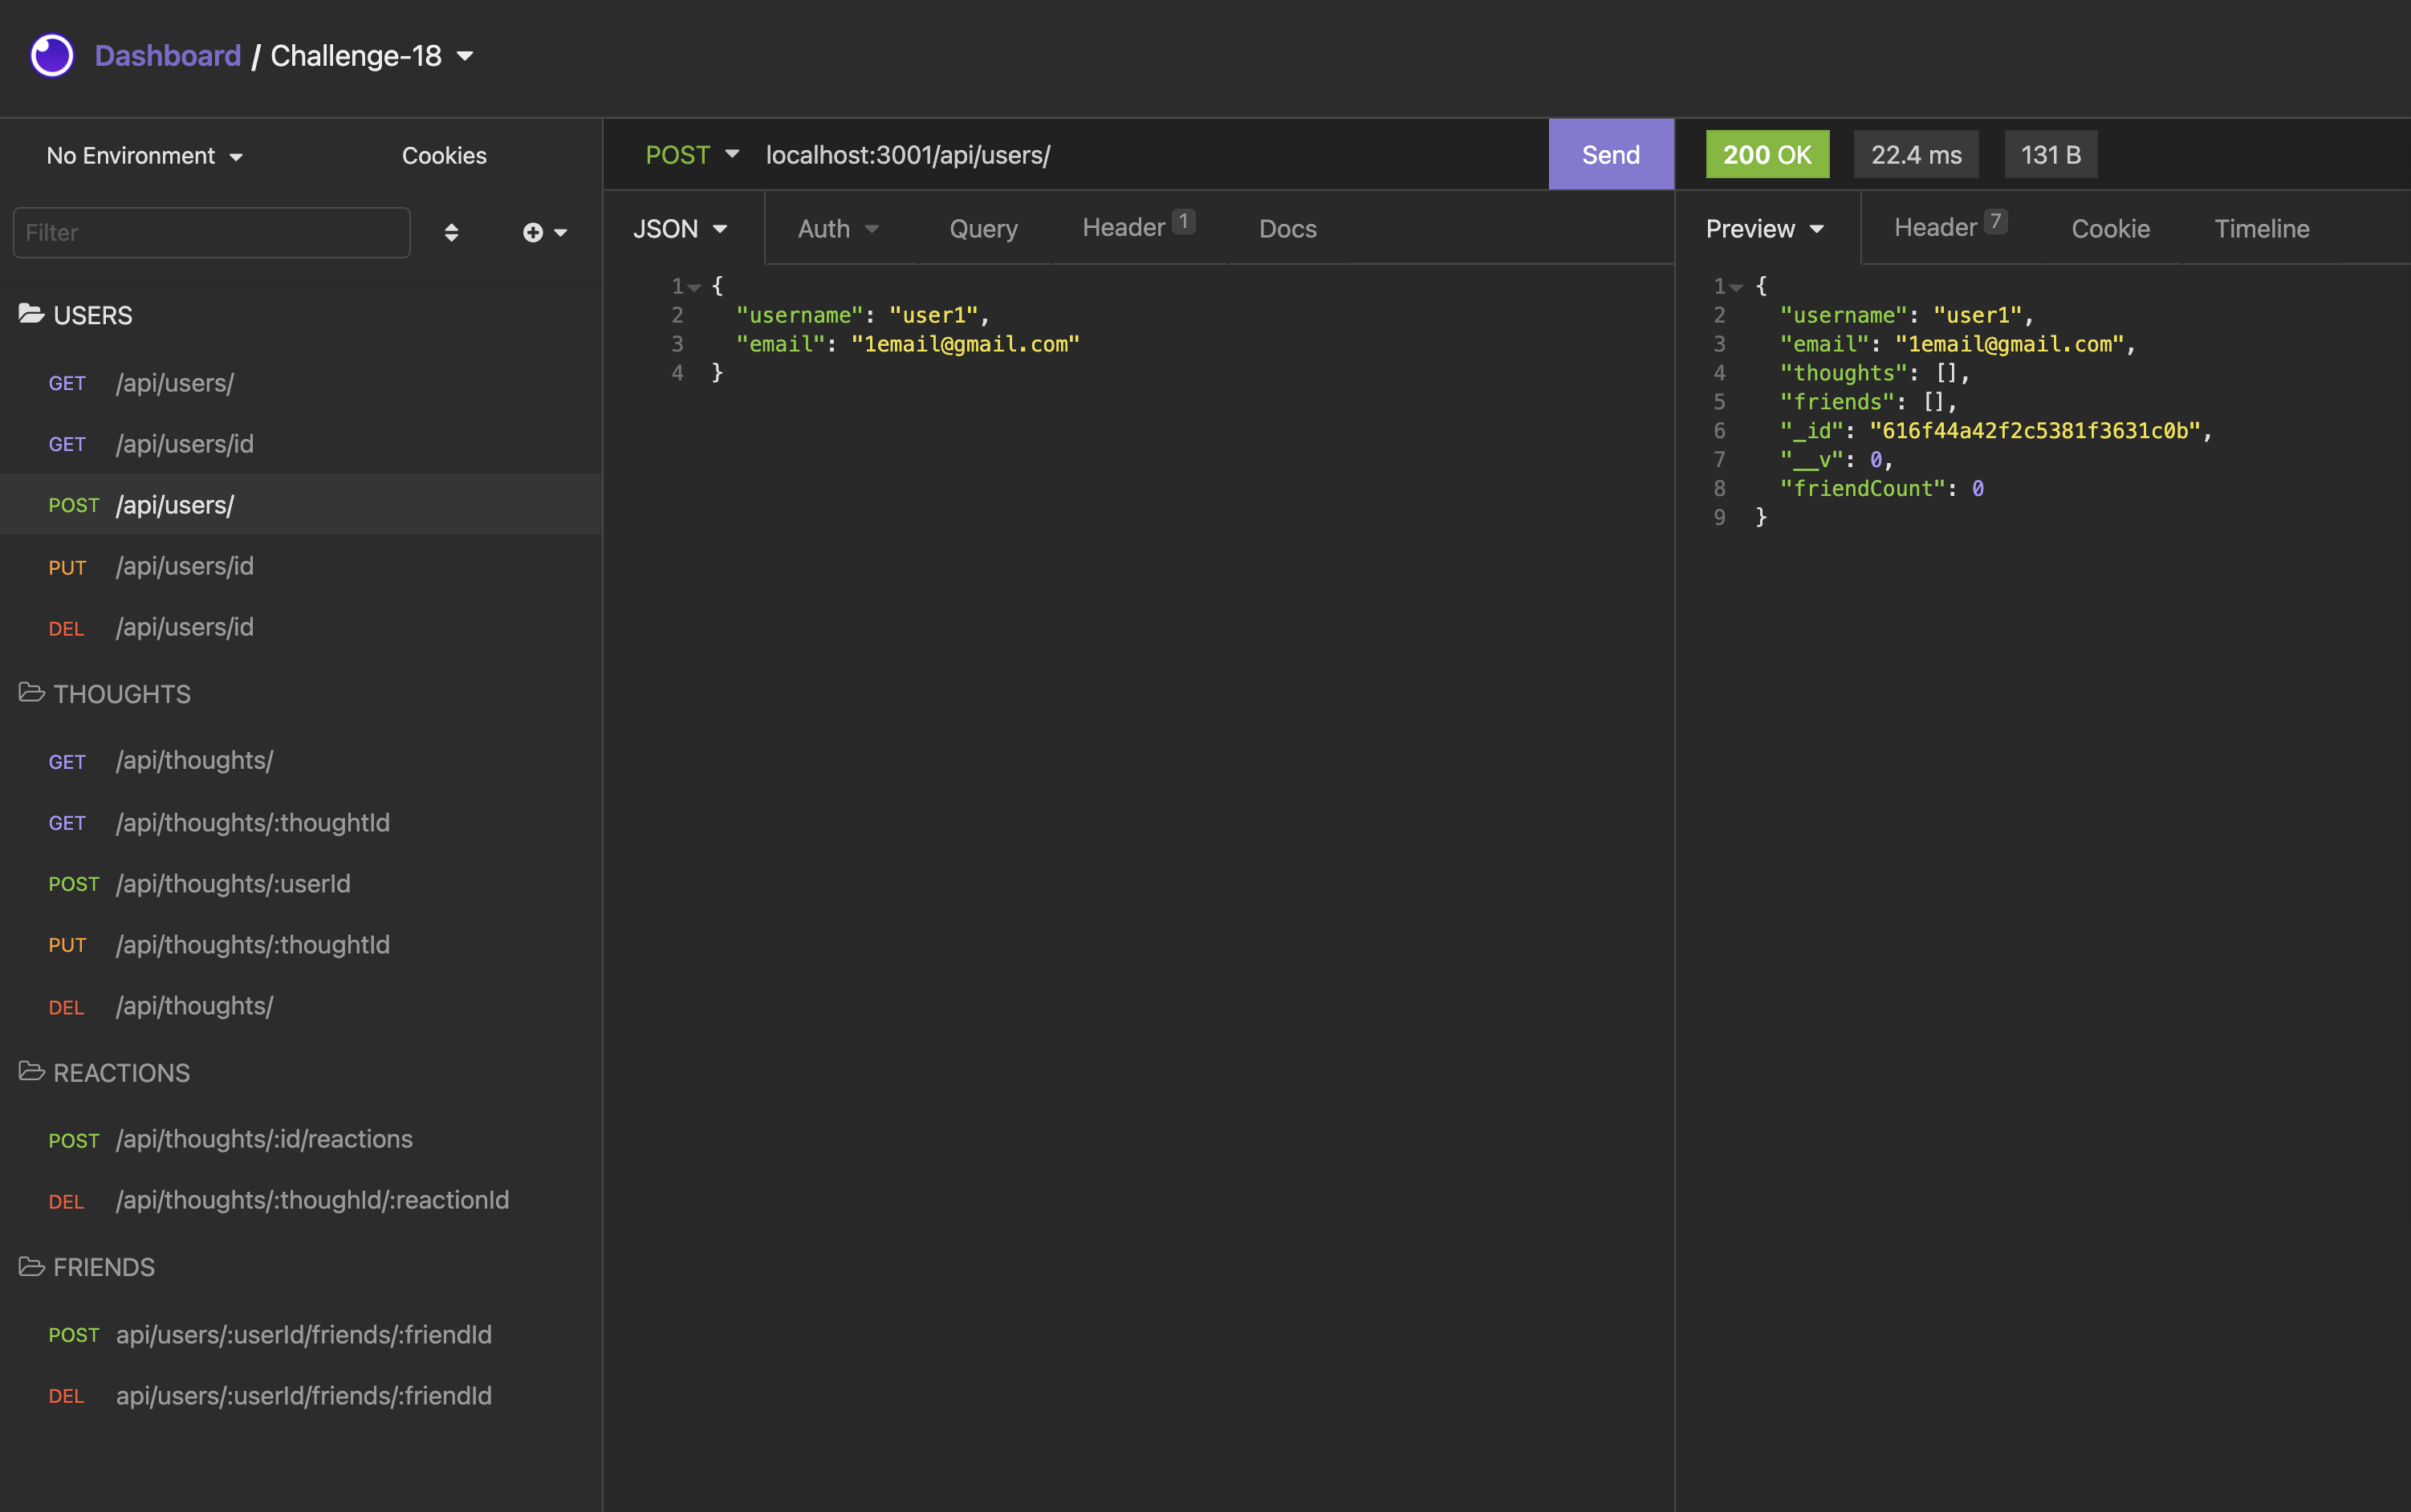 Dashboard / Challenge-18
No Environment
Cookies
Filter
USERS
GET /api/users/
GET /api/users/id
POST /api/users/
PUT /api/users/id
DEL /api/users/id
THOUGHTS
GET /api/thoughts/
GET /api/thoughts/:thoughtId
POST /api/thoughts/:userId
PUT /api/thoughts/:thoughtId
DEL /api/thoughts/
REACTIONS
POST /api/thoughts/:id/reactions
DEL /api/thoughts/:thoughId/:reactionId
FRIENDS
POST api/users/:userId/friends/:friendId
DEL api/users/:userId/friends/:friendId
POST localhost:3001/api/users/ Send
JSON Auth Query Header 1 Docs
1 {
2 "username": "user1",
3 "email": "1email@gmail.com"
4 }
200 OK 22.4 ms 131 B
Preview Header 7 Cookie Timeline
1 {
2 "username": "user1",
3 "email": "1email@gmail.com",
4 "thoughts": [],
5 "friends": [],
6 "_id": "616f44a42f2c5381f3631c0b",
7 "__v": 0,
8 "friendCount": 0
9 }